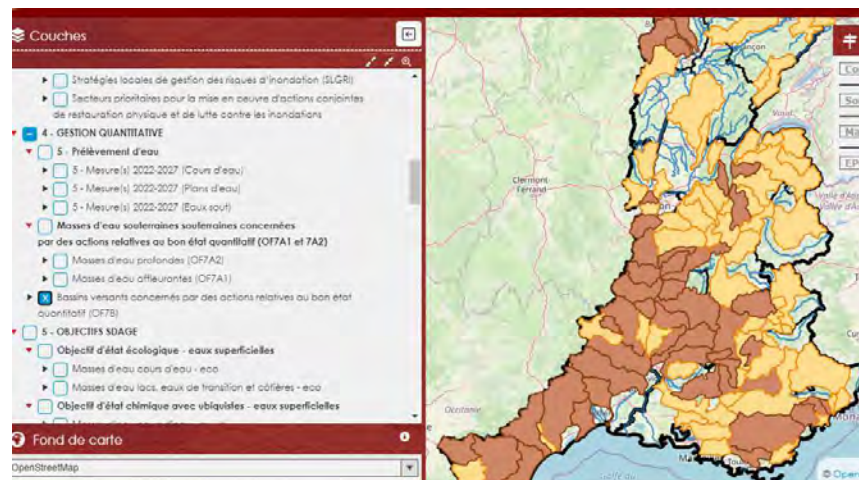 Couches
Stratégies locales de gestion des risques d'inondation (SLGRI)
Secteurs prioritaires pour la mise en oeuvre d'actions conjointes
de restauration physique et de lutte contre les inondations
4 - GESTION QUANTITATIVE
5 - Prélèvement d'eau
5 - Mesure(s) 2022-2027 (Cours d'eau)
5 - Mesure(s) 2022-2027 (Plans d'eau)
5 - Mesure(s) 2022-2027 (Eaux sout)
Masses d'eau souterraines souterraines concernées
par des actions relatives au bon état quantitatif (OF7A1 et 7A2)
Masses d'eau profondes (OF7A2)
Masses d'eau affleurantes (OF7A1)
Bassins versants concernés par des actions relatives au bon état
quantitatif (OF7B)
5 - OBJECTIFS SDAGE
Objectif d'état écologique - eaux superficielles
Masses d'eau cours d'eau - eco
Masses d'eau lacs, eaux de transition et côtières - eco
Objectif d'état chimique avec ubiquistes - eaux superficielles
Fond de carte
OpenStreetMap
Clermont-
Ferrand
Occitanie
Valle d'A
Vallée d'A
Co
So
EP
© Open